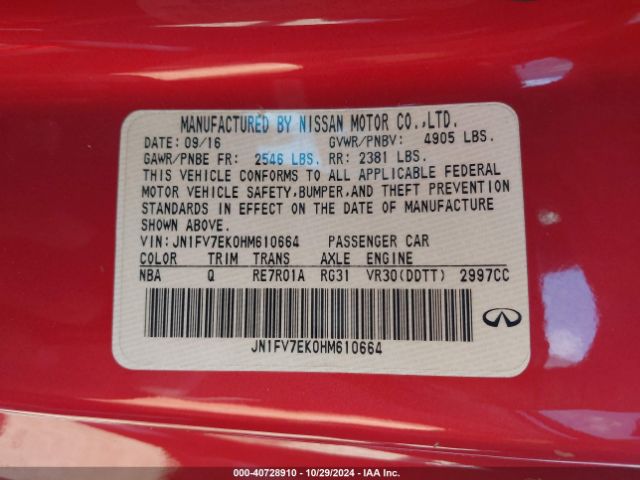 MANUFACTURED BY NISSAN MOTOR CO.,LTD.
DATE: 09/16 GVWR/PNBV: 4905 LBS.
GAWR/PNBE FR: 2546 LBS. RR: 2381 LBS.
THIS VEHICLE CONFORMS TO ALL APPLICABLE FEDERAL
MOTOR VEHICLE SAFETY,BUMPER,AND THEFT PREVENTION
STANDARDS IN EFFECT ON THE DATE OF MANUFACTURE
SHOWN ABOVE.
VIN:JN1FV7EK0HM610664 PASSENGER CAR
COLOR TRIM TRANS AXLE ENGINE
NBA Q RE7R01A RG31 VR30(DDTT) 2997CC
JN1FV7EK0HM610664
000-40728910 • 10/29/2024 • IAA Inc.